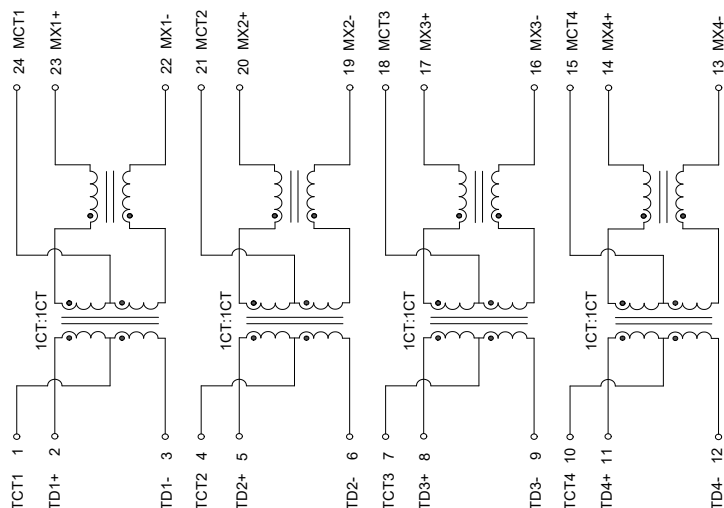 24 MCT1
23 MX1+
22 MX1-
21 MCT2
20 MX2+
19 MX2-
18 MCT3
17 MX3+
16 MX3-
15 MCT4
14 MX4+
13 MX4-
1CT:1CT
1CT:1CT
1CT:1CT
1CT:1CT
TCT1 1
TD1+ 2
TD1- 3
TCT2 4
TD2+ 5
TD2- 6
TCT3 7
TD3+ 8
TD3- 9
TCT4 10
TD4+ 11
TD4- 12